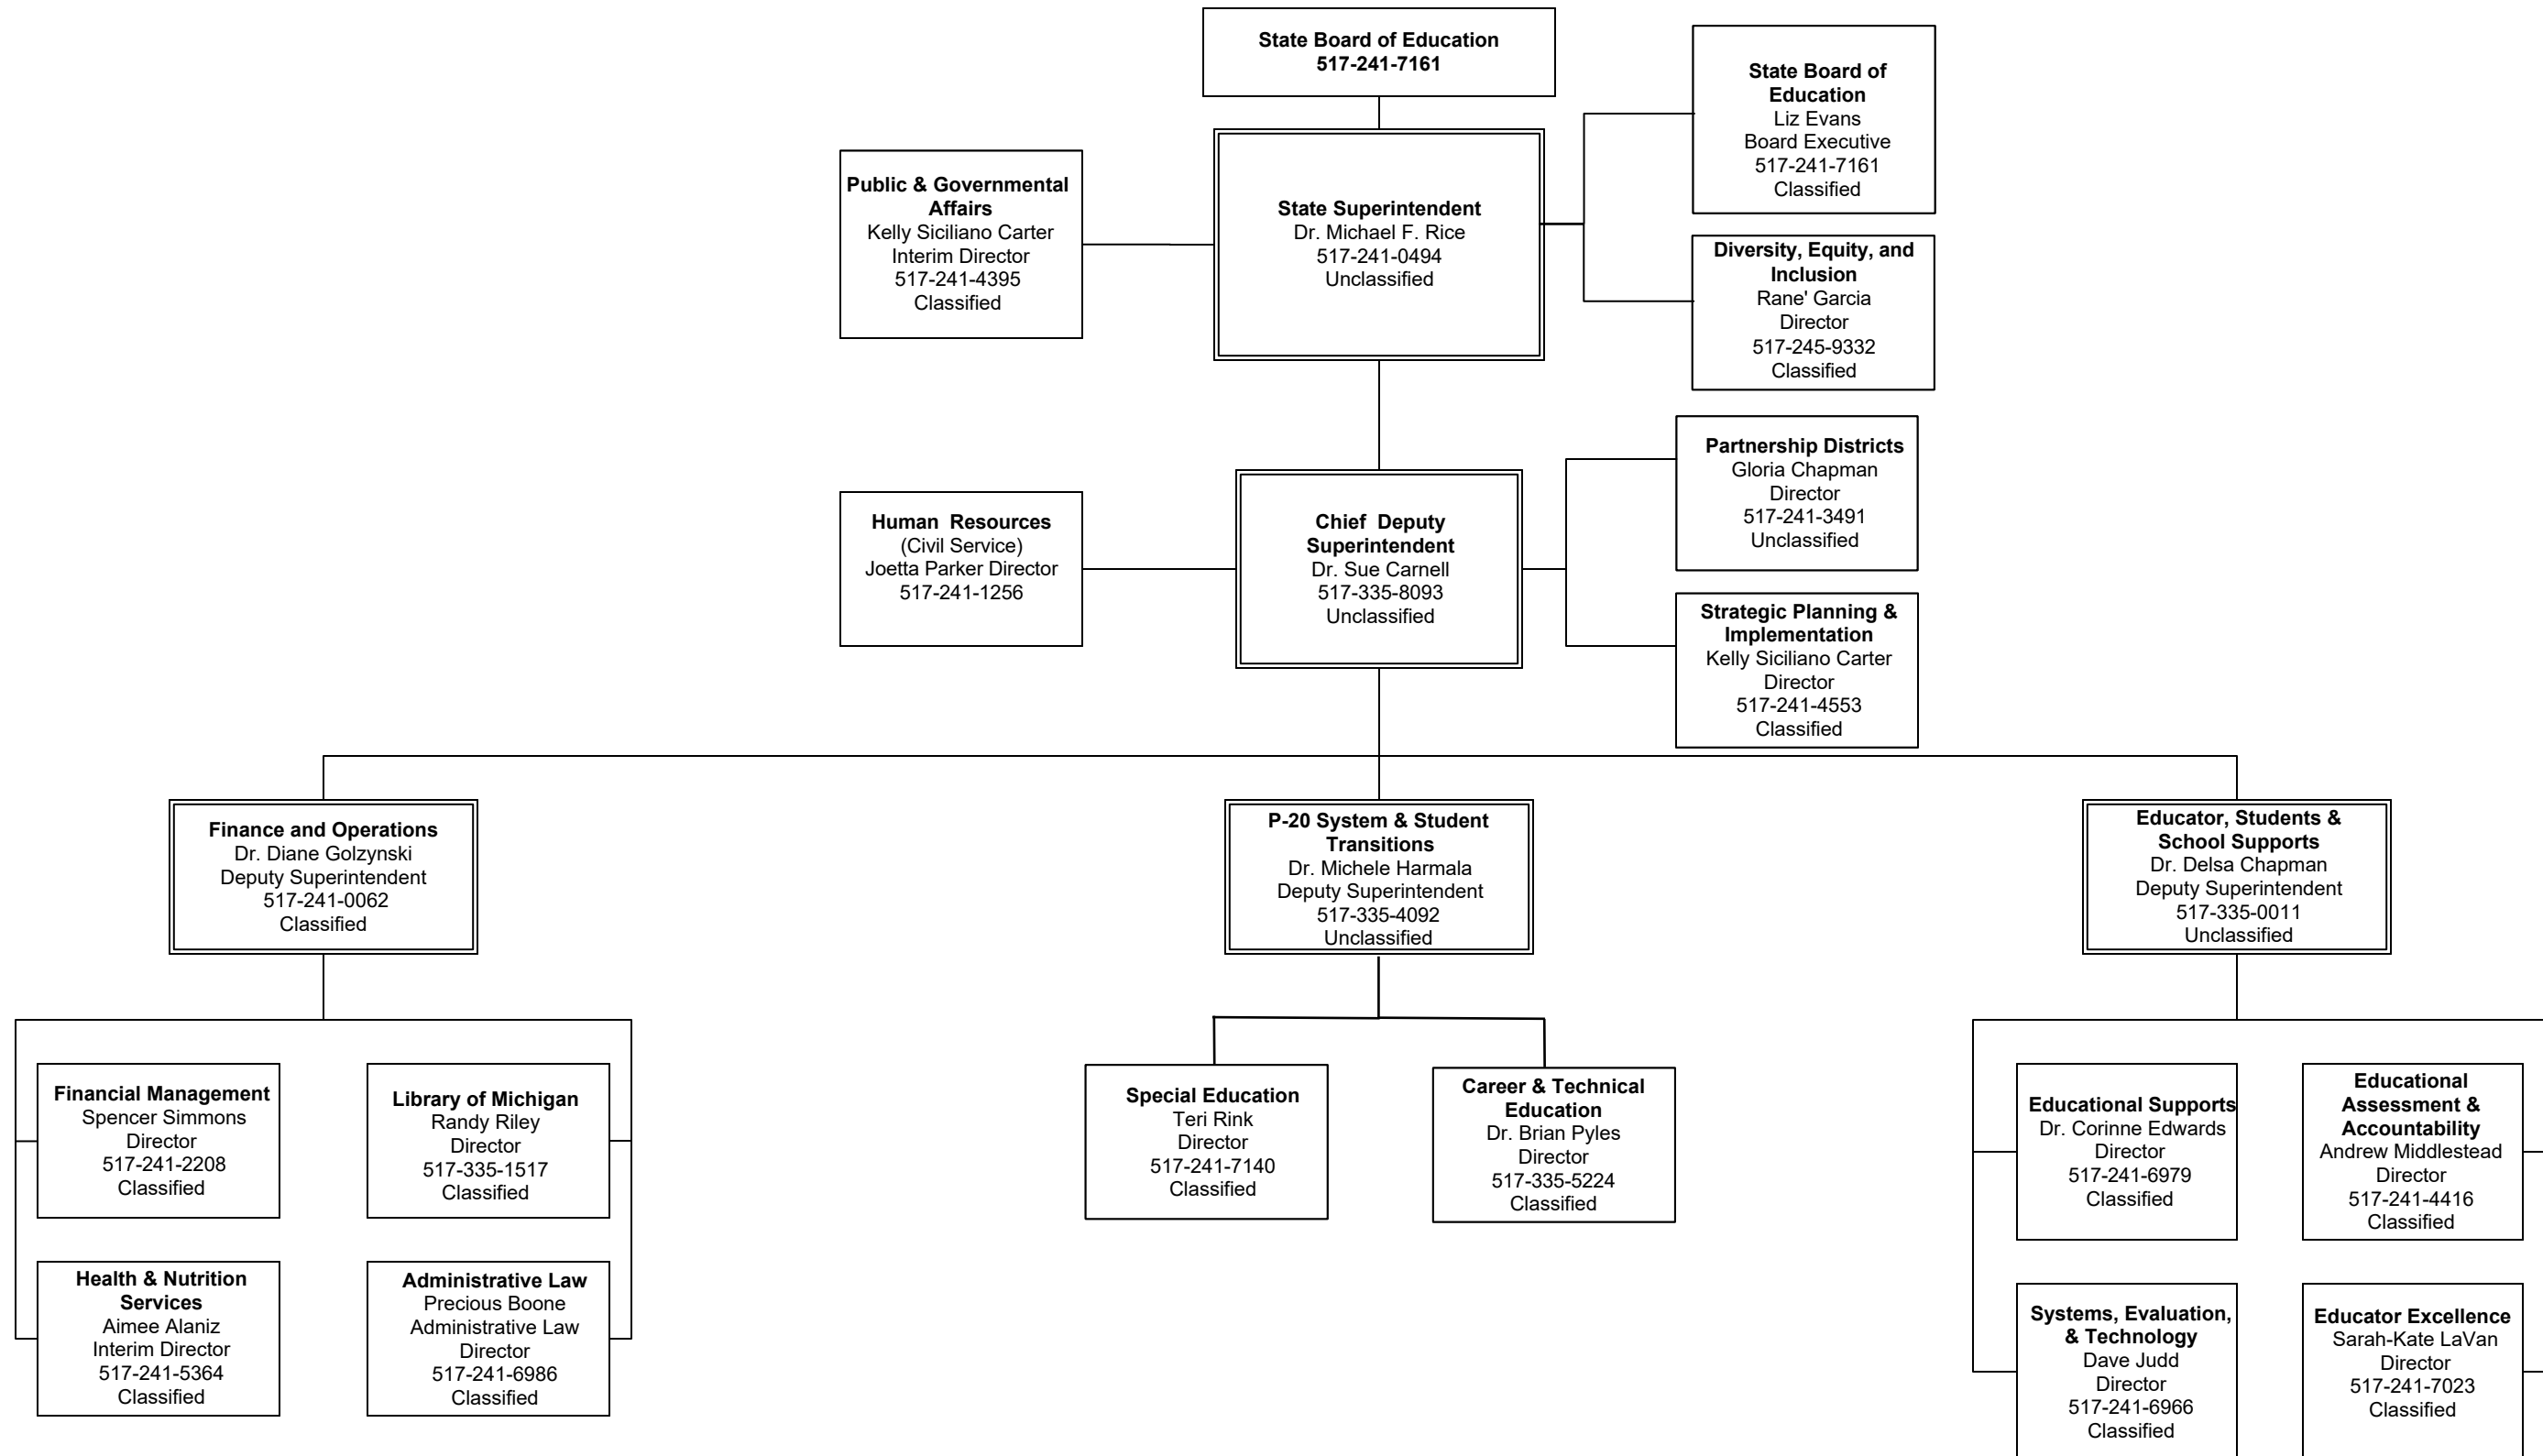 State Board of Education
517-241-7161
State Board of
Education
Liz Evans
Board Executive
517-241-7161
Classified
Public & Governmental
Affairs
Kelly Siciliano Carter
Interim Director
517-241-4395
Classified
State Superintendent
Dr. Michael F. Rice
517-241-0494
Unclassified
Diversity, Equity, and
Inclusion
Rane' Garcia
Director
517-245-9332
Classified
Partnership Districts
Gloria Chapman
Director
517-241-3491
Unclassified
Human Resources
(Civil Service)
Joetta Parker Director
517-241-1256
Chief Deputy
Superintendent
Dr. Sue Carnell
517-335-8093
Unclassified
Strategic Planning &
Implementation
Kelly Siciliano Carter
Director
517-241-4553
Classified
Finance and Operations
Dr. Diane Golzynski
Deputy Superintendent
517-241-0062
Classified
P-20 System & Student
Transitions
Dr. Michele Harmala
Deputy Superintendent
517-335-4092
Unclassified
Educator, Students &
School Supports
Dr. Delsa Chapman
Deputy Superintendent
517-335-0011
Unclassified
Financial Management
Spencer Simmons
Director
517-241-2208
Classified
Library of Michigan
Randy Riley
Director
517-335-1517
Classified
Special Education
Teri Rink
Director
517-241-7140
Classified
Career & Technical
Education
Dr. Brian Pyles
Director
517-335-5224
Classified
Educational Supports
Dr. Corinne Edwards
Director
517-241-6979
Classified
Educational
Assessment &
Accountability
Andrew Middlestead
Director
517-241-4416
Classified
Health & Nutrition
Services
Aimee Alaniz
Interim Director
517-241-5364
Classified
Administrative Law
Precious Boone
Administrative Law
Director
517-241-6986
Classified
Systems, Evaluation,
& Technology
Dave Judd
Director
517-241-6966
Classified
Educator Excellence
Sarah-Kate LaVan
Director
517-241-7023
Classified